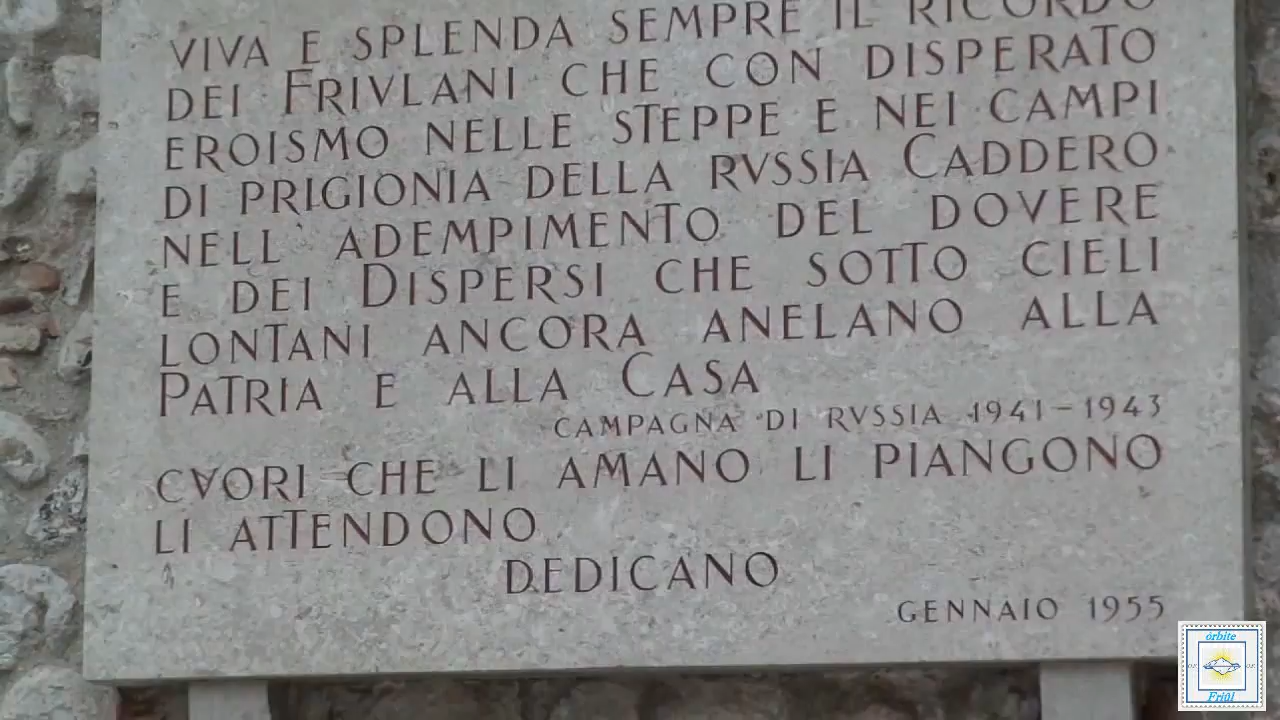 VIVA E SPLENDA SEMPRE IL RICORDO
DEI FRIVLANI CHE CON DISPERATO
EROISMO NELLE STEPPE E NEI CAMPI
DI PRIGIONIA DELLA RVSSIA CADDERO
NELL' ADEMPIMENTO DEL DOVERE
E DEI DISPERSI CHE SOTTO CIELI
LONTANI ANCORA ANELANO ALLA
PATRIA E ALLA CASA
CAMPAGNA DI RVSSIA 1941-1943
CVORI CHE LI AMANO LI PIANGONO
LI ATTENDONO
DEDICANO
GENNAIO 1955
òrbite
Friûl